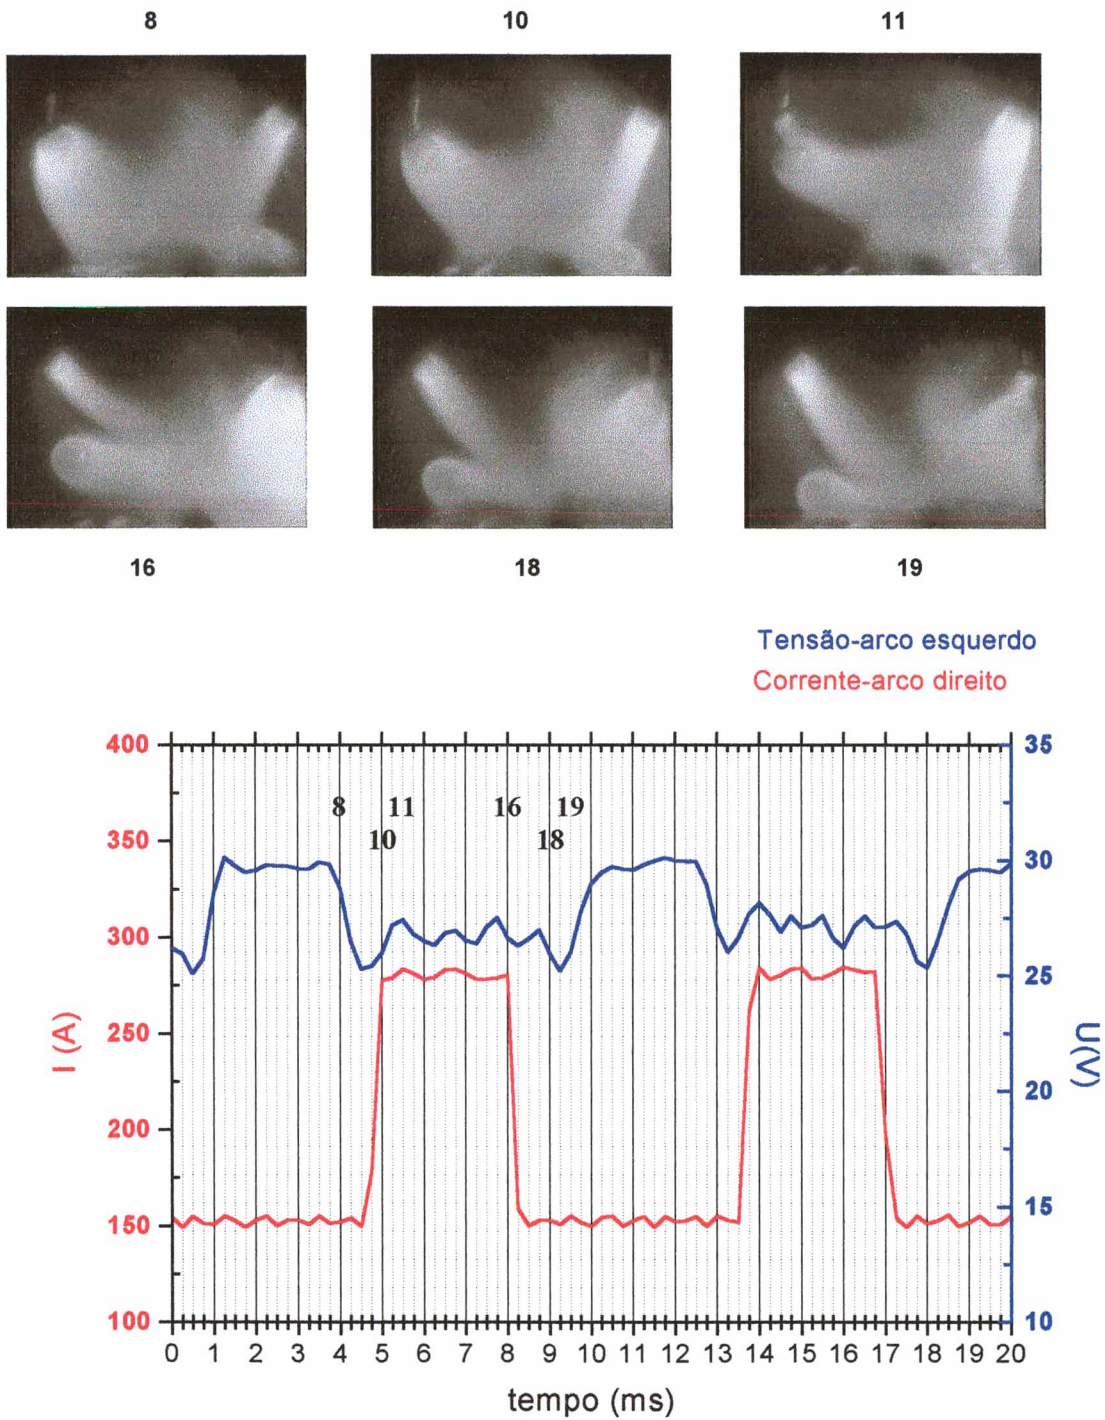 8 10 11
16 18 19
Tensão-arco esquerdo
Corrente-arco direito
400 35
8 11 16 19
350 10 18 30
300
25
I (A) 250 U(V)
20
200
150 15
100 10
0 1 2 3 4 5 6 7 8 9 10 11 12 13 14 15 16 17 18 19 20
tempo (ms)